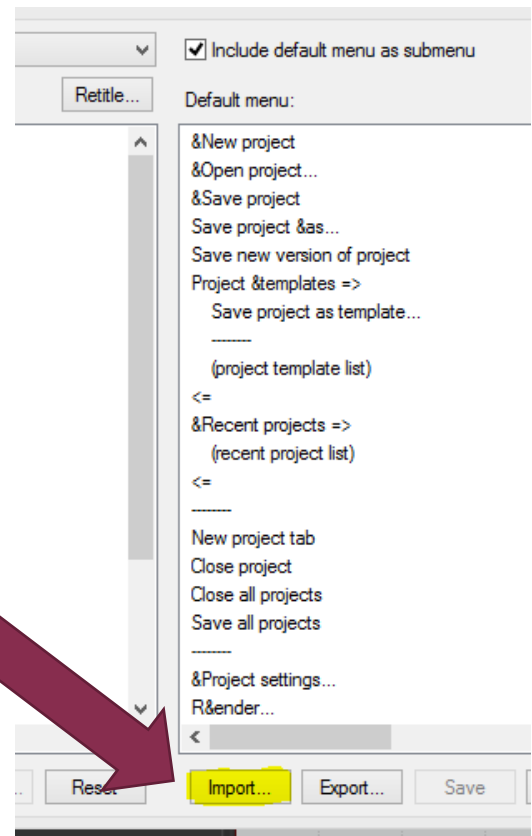 Include default menu as submenu
Retitle...
Default menu:
&New project
&Open project...
&Save project
Save project &as...
Save new version of project
Project &templates =>
Save project as template...
--------
(project template list)
<=
&Recent projects =>
(recent project list)
<=
--------
New project tab
Close project
Close all projects
Save all projects
--------
&Project settings...
R&ender...
Reset
Import...
Export...
Save